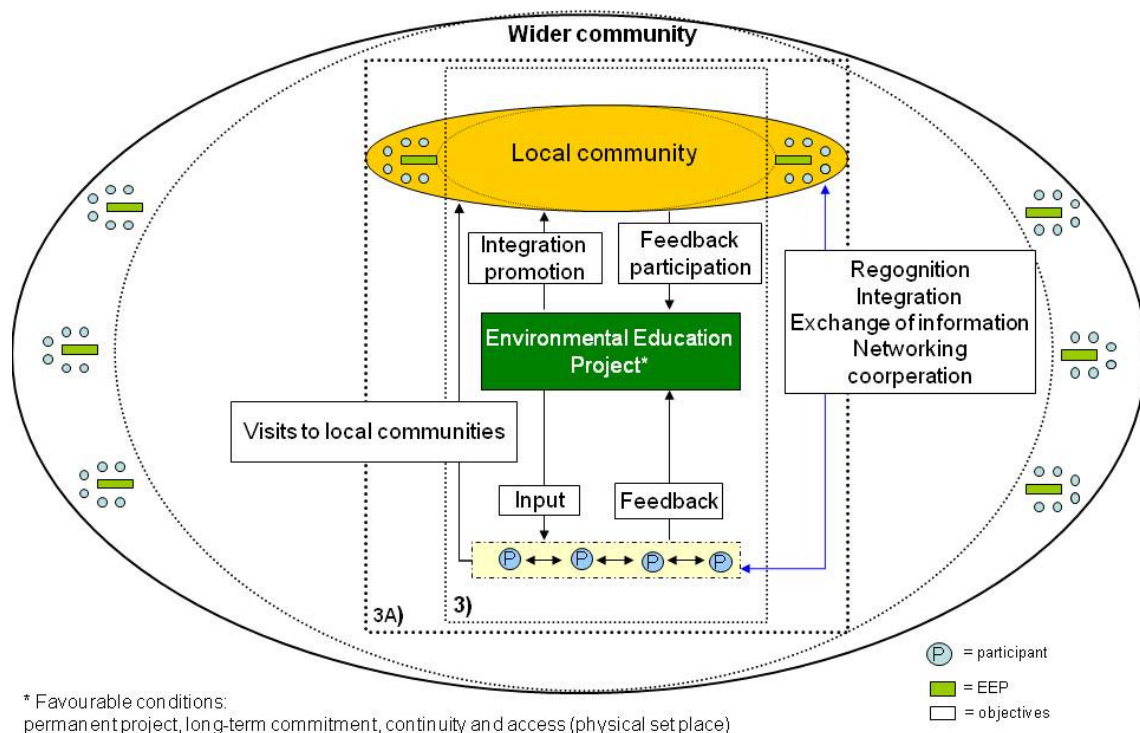 Wider community
Local community
Integration
promotion
Feedback
participation
Regognition
Integration
Exchange of information
Networking
coorperation
Environmental Education
Project*
Visits to local communities
Input
Feedback
P
P
P
P
3)
3A)
P = participant
= EEP
= objectives
* Favourable conditions:
permanent project, long-term commitment, continuity and access (physical set place)